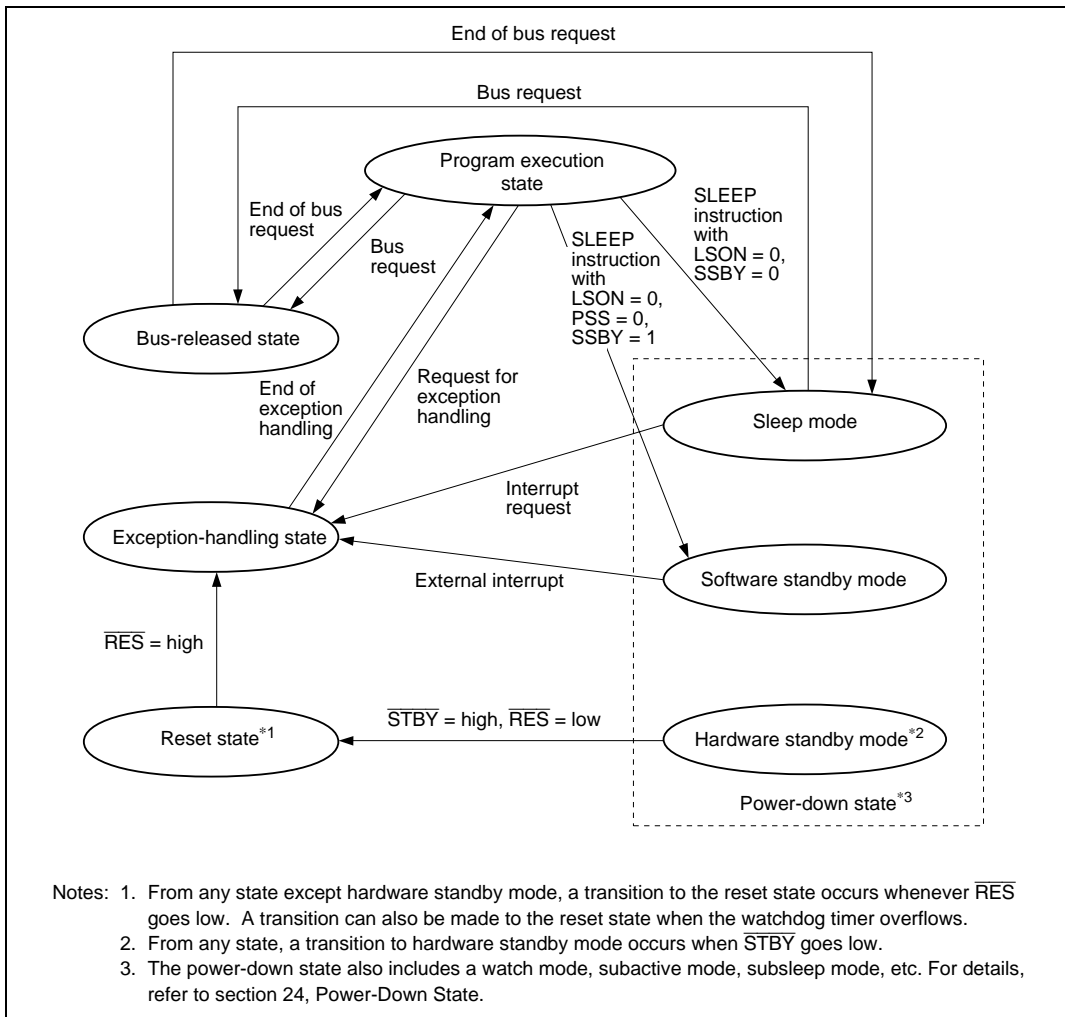 End of bus request
Bus request
Program execution
state
End of bus
request
Bus
request
SLEEP
instruction
with
LSON = 0,
PSS = 0,
SSBY = 1
SLEEP
instruction
with
LSON = 0,
SSBY = 0
Bus-released state
End of
exception
handling
Request for
exception
handling
Sleep mode
Interrupt
request
Exception-handling state
External interrupt
Software standby mode
R̅E̅S̅ = high
S̅T̅B̅Y̅ = high, R̅E̅S̅ = low
Reset state*1
Hardware standby mode*2
Power-down state*3
Notes: 1. From any state except hardware standby mode, a transition to the reset state occurs whenever R̅E̅S̅
goes low. A transition can also be made to the reset state when the watchdog timer overflows.
2. From any state, a transition to hardware standby mode occurs when S̅T̅B̅Y̅ goes low.
3. The power-down state also includes a watch mode, subactive mode, subsleep mode, etc. For details,
refer to section 24, Power-Down State.